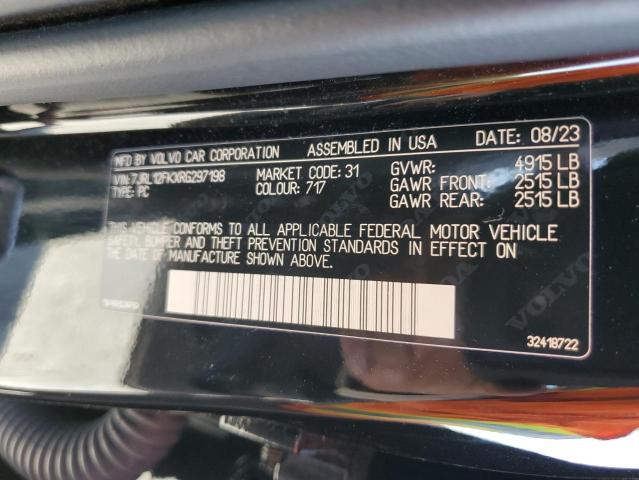 MFD BY VOLVO CAR CORPORATION ASSEMBLED IN USA DATE: 08/23
VIN:7JRL12FKXRG297198 MARKET CODE: 31 GVWR: 4915 LB
TYPE: PC COLOUR: 717 GAWR FRONT: 2515 LB
GAWR REAR: 2515 LB
THIS VEHICLE CONFORMS TO ALL APPLICABLE FEDERAL MOTOR VEHICLE
SAFETY, BUMPER AND THEFT PREVENTION STANDARDS IN EFFECT ON
THE DATE OF MANUFACTURE SHOWN ABOVE.
VOLVO
32418722